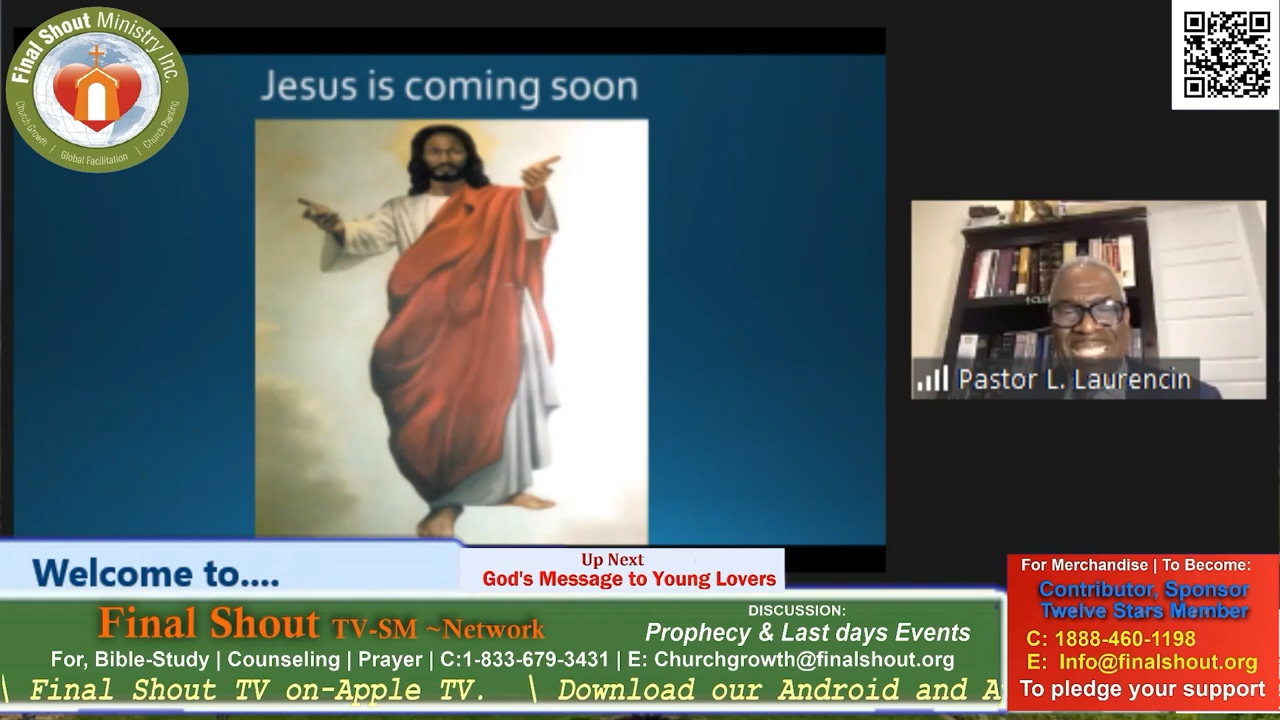 Final Shout Ministry Inc.
Church Growth | Global Facilitation | Church Planting
Jesus is coming soon
Pastor L. Laurencin
Welcome to....
Up Next
God's Message to Young Lovers
Final Shout TV-SM ~Network
DISCUSSION:
Prophecy & Last days Events
For, Bible-Study | Counseling | Prayer | C:1-833-679-3431 | E: Churchgrowth@finalshout.org
\ Final Shout TV on-Apple TV. \ Download our Android and A
For Merchandise | To Become:
Contributor, Sponsor
Twelve Stars Member
C: 1888-460-1198
E: Info@finalshout.org
To pledge your support